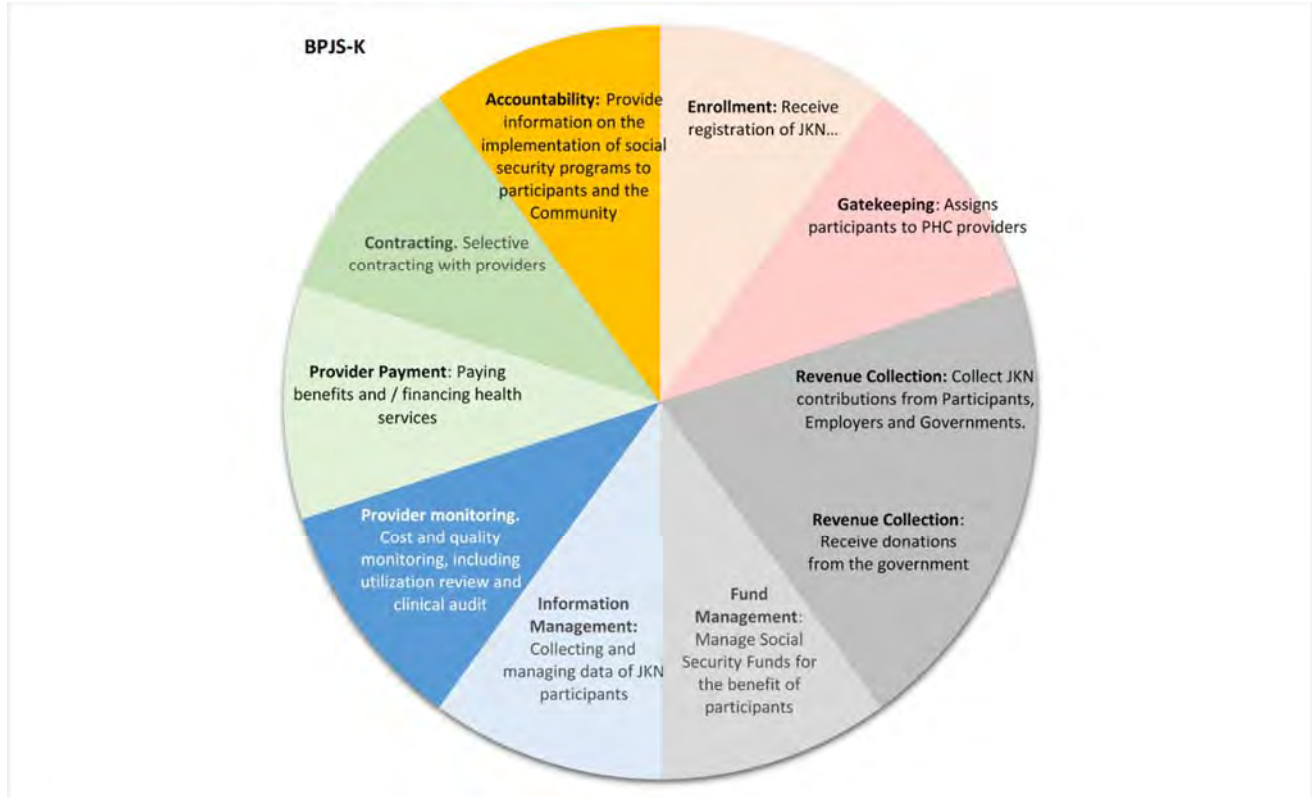 BPJS-K
Accountability: Provide
information on the
implementation of social
security programs to
participants and the
Community
Enrollment: Receive
registration of JKN...
Gatekeeping: Assigns
participants to PHC providers
Revenue Collection: Collect JKN
contributions from Participants,
Employers and Governments.
Revenue Collection:
Receive donations
from the government
Fund
Management:
Manage Social
Security Funds for
the benefit of
participants
Information
Management:
Collecting and
managing data of JKN
participants
Provider monitoring.
Cost and quality
monitoring, including
utilization review and
clinical audit
Provider Payment: Paying
benefits and / financing health
services
Contracting. Selective
contracting with providers